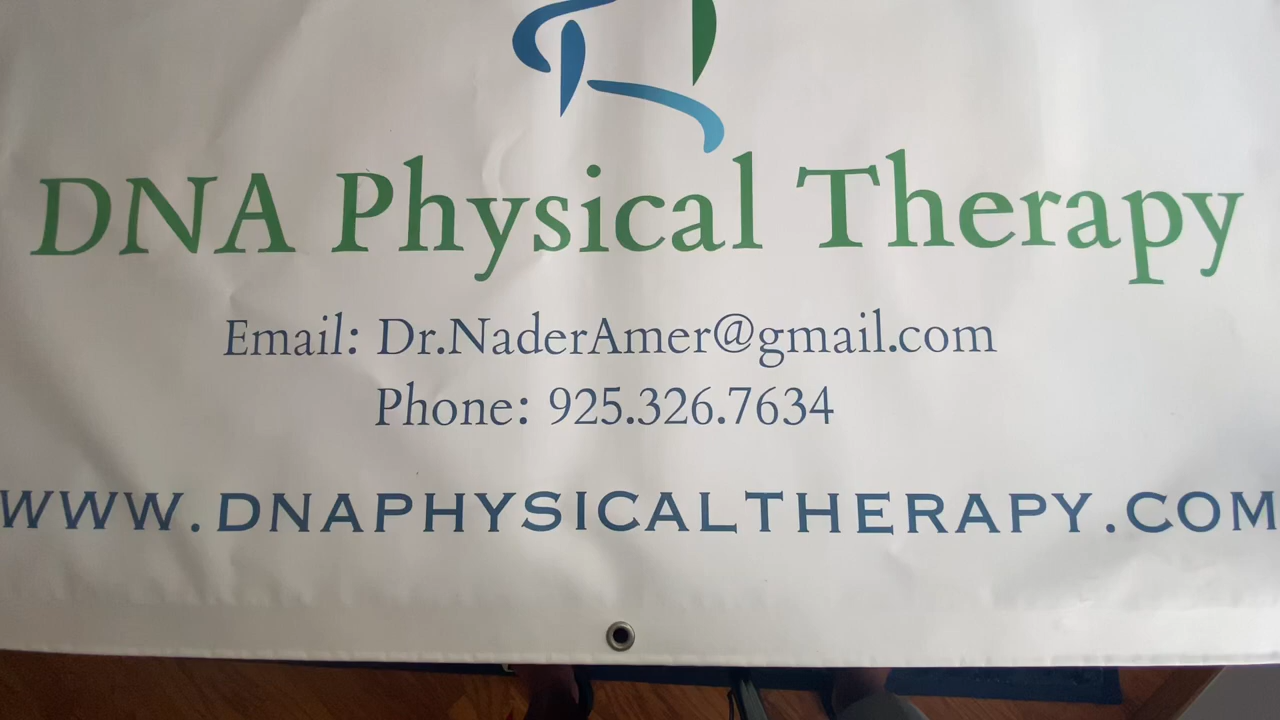 DNA Physical Therapy
Email: Dr.NaderAmer@gmail.com
Phone: 925.326.7634
WWW.DNAPHYSICALTHERAPY.COM